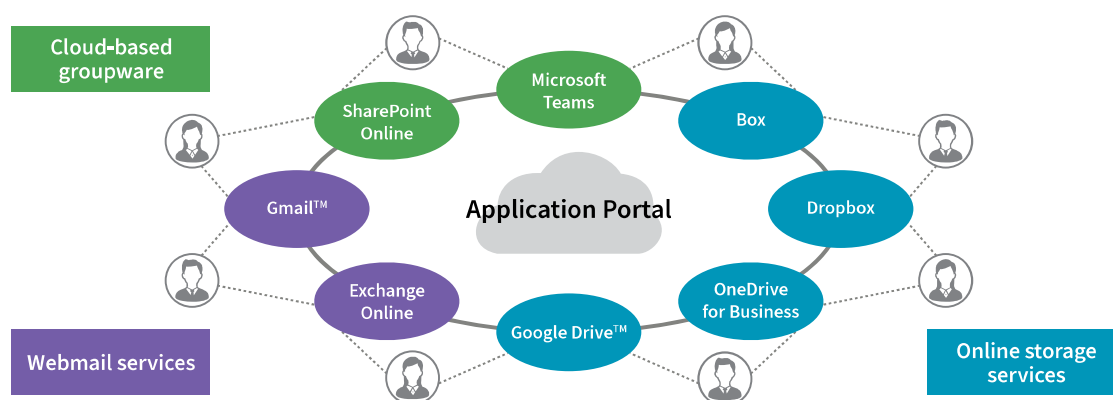 Cloud-based
groupware
Microsoft
Teams
SharePoint
Online
Box
Gmail™
Application Portal
Dropbox
Exchange
Online
OneDrive
for Business
Google Drive™
Webmail services
Online storage
services